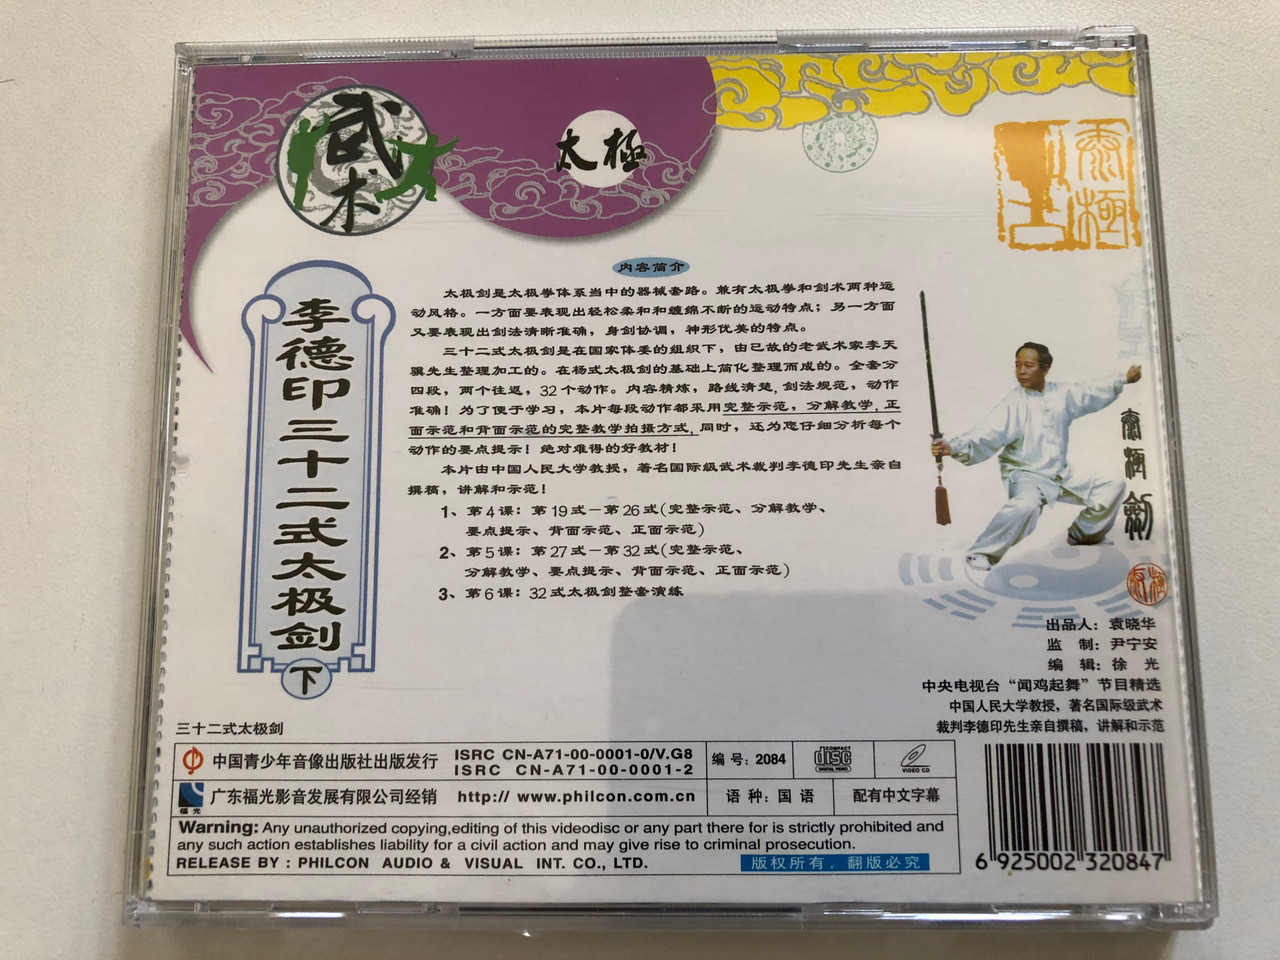 武术
太極
太極
内容简介
太极剑是太极拳体系当中的器械套路。兼有太极拳和剑术两种运
动风格。一方面要表现出轻松柔和和缠绵不断的运动特点；另一方面
又要表现出剑法清晰准确，身剑协调，神形优美的特点。
三十二式太极剑是在国家体委的组织下，由已故的老武术家李天
骥先生整理加工的。在杨式太极剑的基础上简化整理而成的。全套分
四段，两个往返，32个动作。内容精炼，路线清楚,剑法规范，动作
准确！为了便于学习，本片每段动作都采用完整示范，分解教学,正
面示范和背面示范的完整教学拍摄方式,同时，还为您仔细分析每个
动作的要点提示！绝对难得的好教材！
本片由中国人民大学教授，著名国际级武术裁判李德印先生亲自
撰稿，讲解和示范！
1、第4课：第19式－第26式(完整示范、分解教学、
要点提示、背面示范、正面示范)
2、第5课：第27式－第32式(完整示范、
分解教学、要点提示、背面示范、正面示范)
3、第6课：32式太极剑整套演练
李德印三十二式太极剑
下
出品人：袁晓华
监 制：尹宁安
编 辑：徐 光
中央电视台“闻鸡起舞”节目精选
中国人民大学教授，著名国际级武术
裁判李德印先生亲自撰稿，讲解和示范
三十二式太极剑
中国青少年音像出版社出版发行
ISRC CN-A71-00-0001-0/V.G8
ISRC CN-A71-00-0001-2
编 号：2084
COMPACT
disc
DIGITAL VIDEO
VIDEO CD
福 光
广东福光影音发展有限公司经销
http:// www.philcon.com.cn
语 种：国 语
配有中文字幕
Warning: Any unauthorized copying,editing of this videodisc or any part there for is strictly prohibited and
any such action establishes liability for a civil action and may give rise to criminal prosecution.
RELEASE BY : PHILCON AUDIO & VISUAL INT. CO., LTD.
版权所有．翻版必究
6 925002 320847